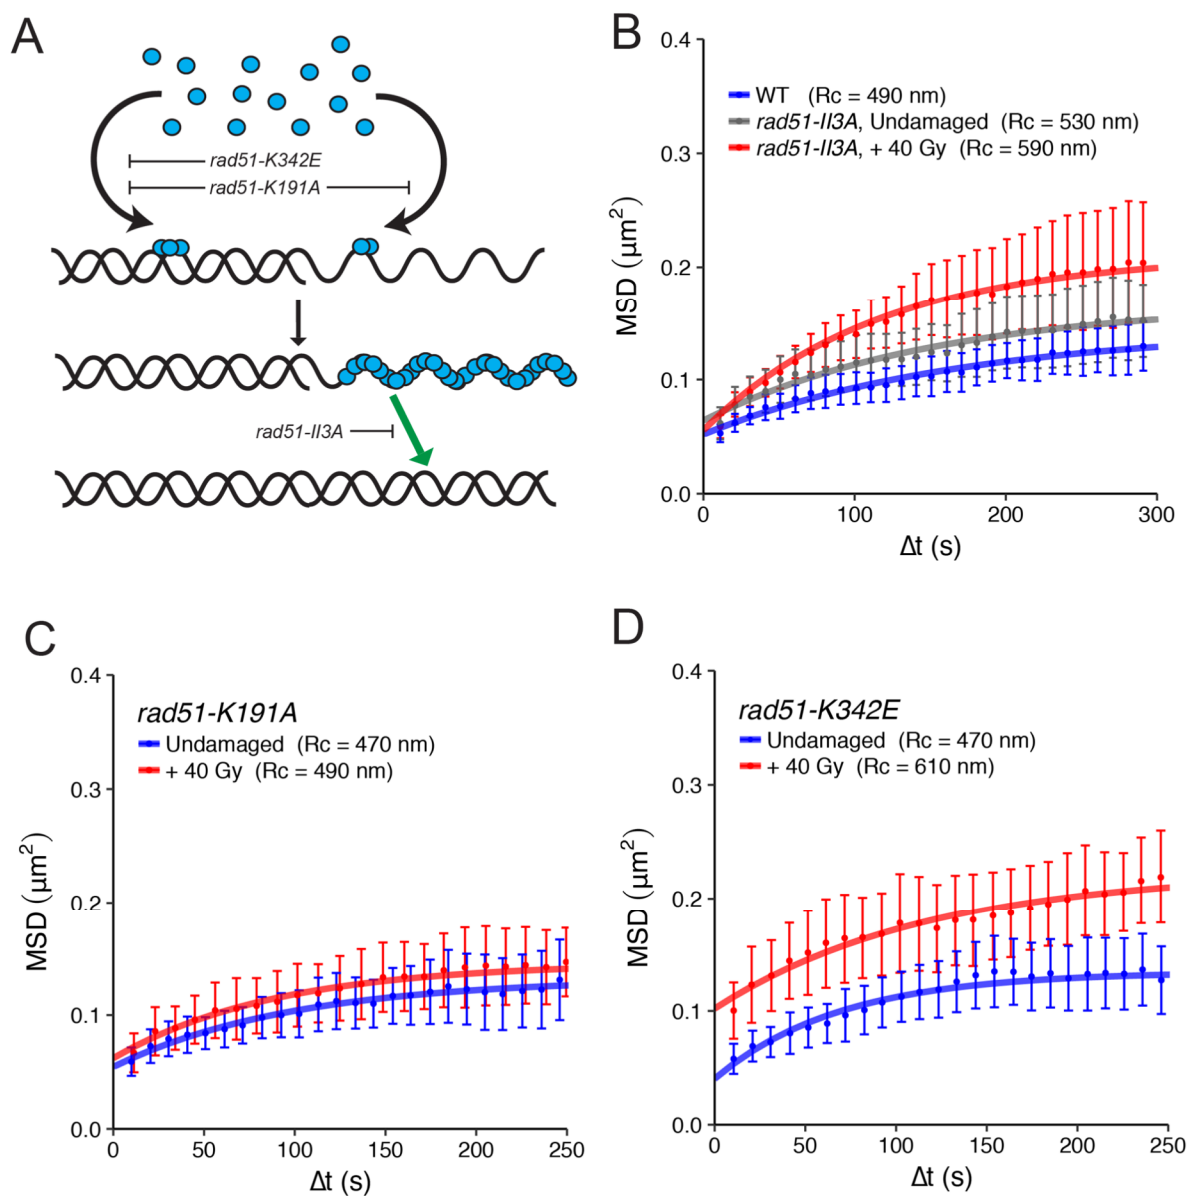 A
rad51-K342E
rad51-K191A
rad51-II3A
B
0.4
0.3
0.2
0.1
0.0
MSD (μm²)
WT (Rc = 490 nm)
rad51-II3A, Undamaged (Rc = 530 nm)
rad51-II3A, + 40 Gy (Rc = 590 nm)
0 100 200 300
Δt (s)
C
0.4
0.3
0.2
0.1
0.0
MSD (μm²)
rad51-K191A
Undamaged (Rc = 470 nm)
+ 40 Gy (Rc = 490 nm)
0 50 100 150 200 250
Δt (s)
D
0.4
0.3
0.2
0.1
0.0
MSD (μm²)
rad51-K342E
Undamaged (Rc = 470 nm)
+ 40 Gy (Rc = 610 nm)
0 50 100 150 200 250
Δt (s)